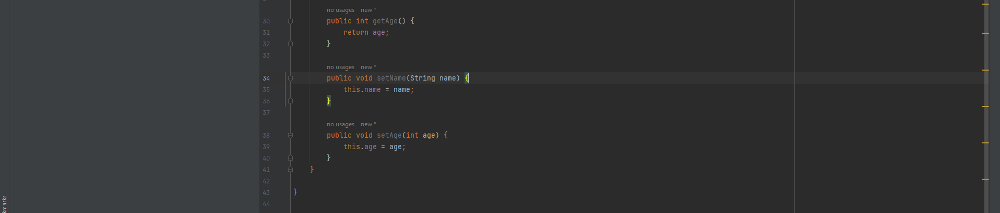 no usages new *
30 public int getAge() {
31 return age;
32 }
33
no usages new *
34 public void setName(String name) {
35 this.name = name;
36 }
37
no usages new *
38 public void setAge(int age) {
39 this.age = age;
40 }
41 }
42
43 }
44
kmarks